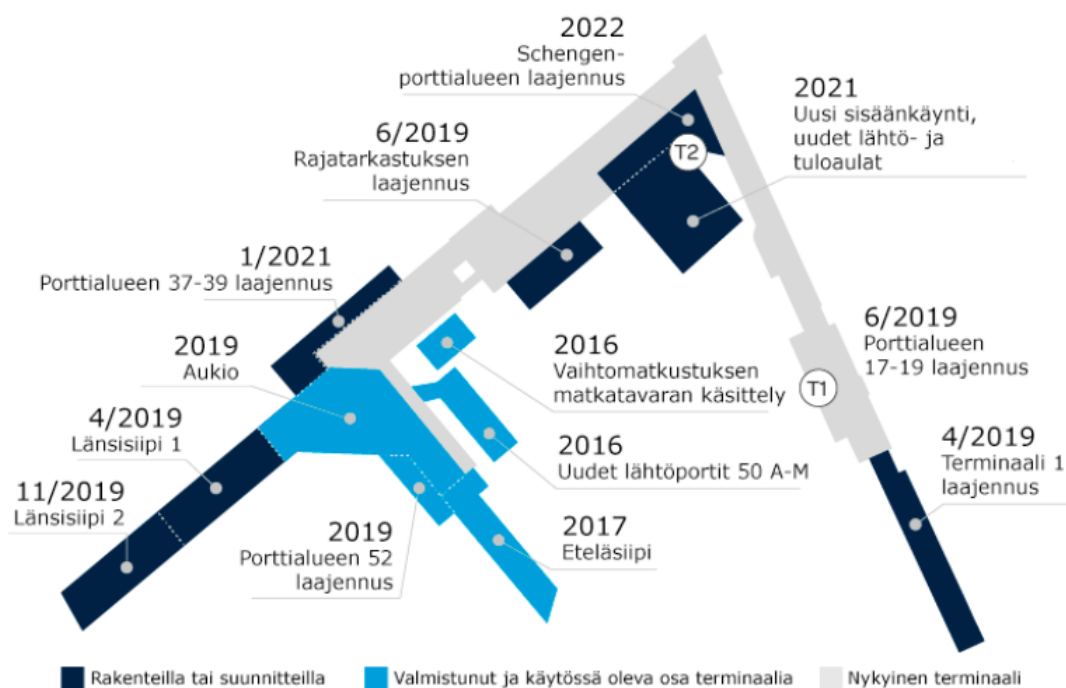 2022
Schengen-
porttialueen laajennus
2021
Uusi sisäänkäynti,
uudet lähtö- ja
tuloaulat
6/2019
Rajatarkastuksen
laajennus
T2
1/2021
Porttialueen 37-39 laajennus
2019
Aukio
2016
Vaihtomatkustuksen
matkatavaran käsittely
6/2019
Porttialueen
17-19 laajennus
T1
4/2019
Länsisiipi 1
2016
Uudet lähtöportit 50 A-M
4/2019
Terminaali 1
laajennus
11/2019
Länsisiipi 2
2019
Porttialueen 52
laajennus
2017
Eteläsiipi
Rakenteilla tai suunnitteilla
Valmistunut ja käytössä oleva osa terminaalia
Nykyinen terminaali